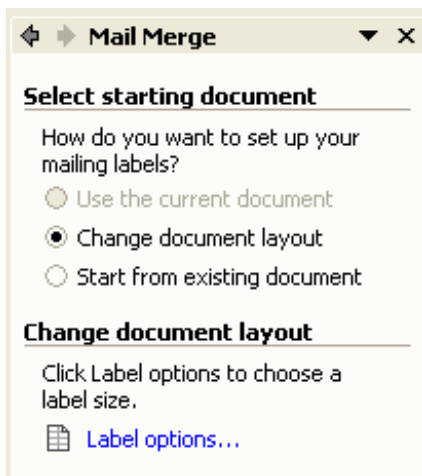 Mail Merge
Select starting document
How do you want to set up your
mailing labels?
Use the current document
Change document layout
Start from existing document
Change document layout
Click Label options to choose a
label size.
Label options...